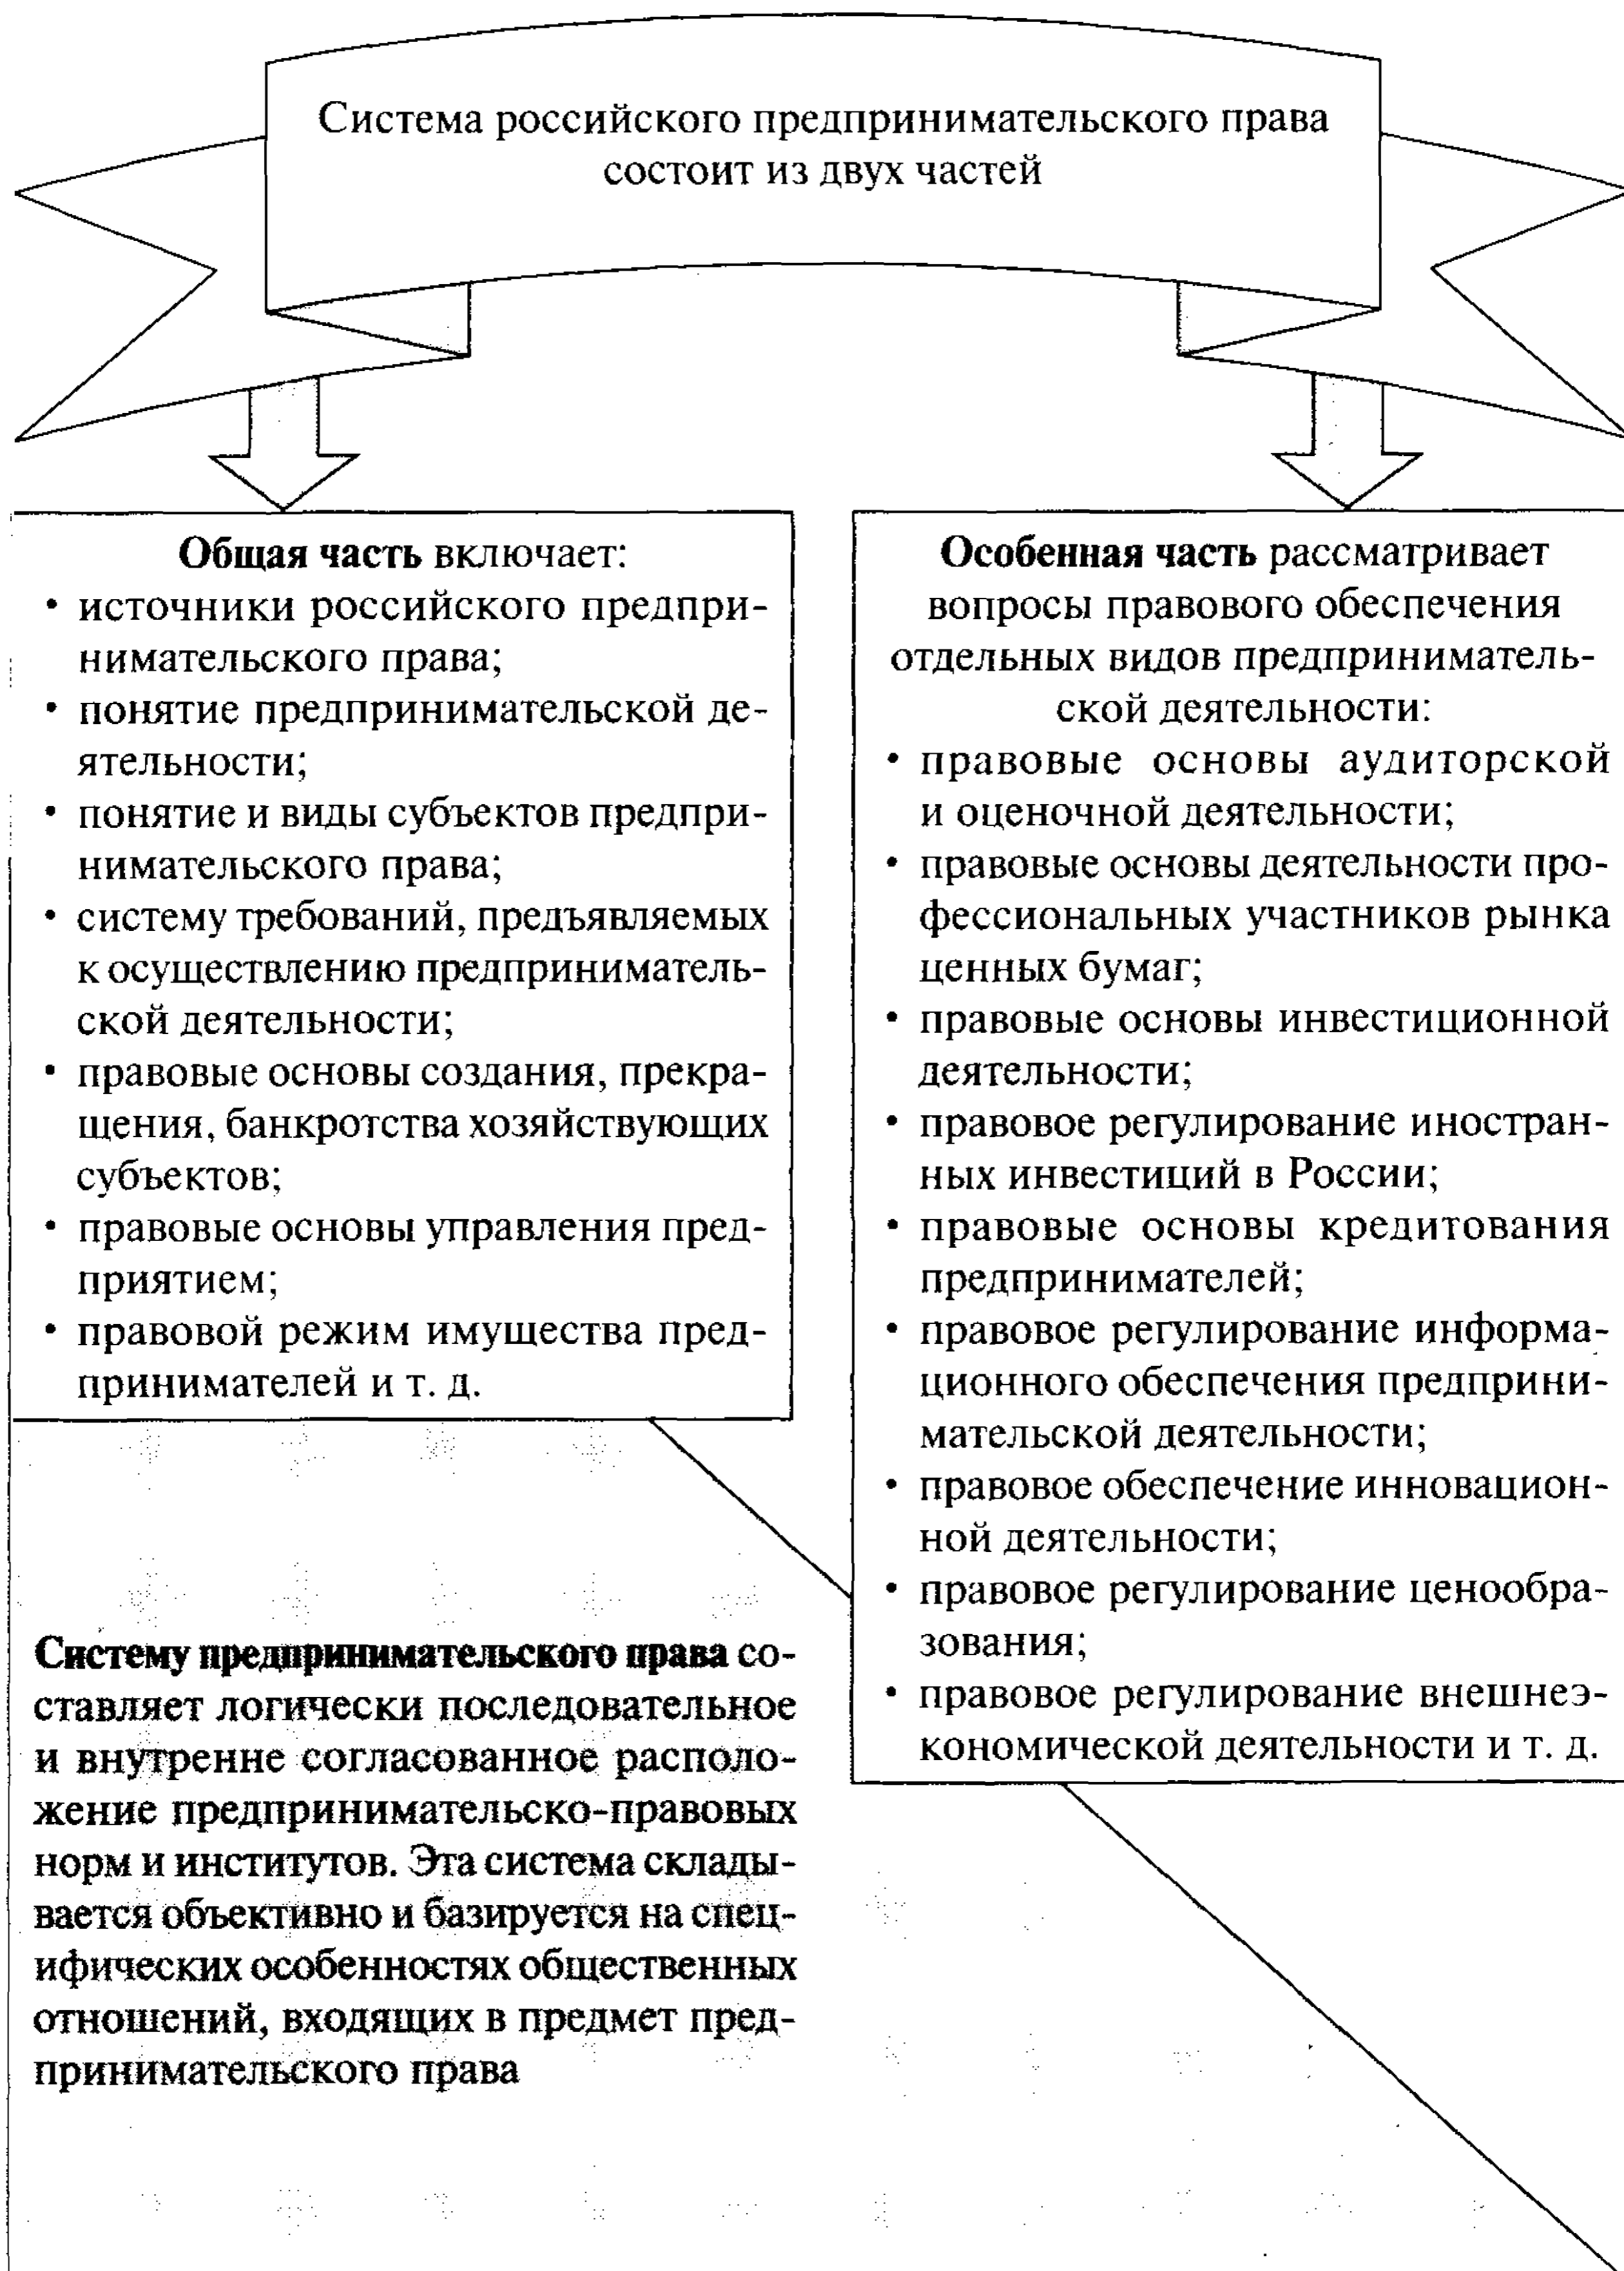 Система российского предпринимательского права
состоит из двух частей
Общая часть включает:
• источники российского предпри-
нимательского права;
• понятие предпринимательской де-
ятельности;
• понятие и виды субъектов предпри-
нимательского права;
• систему требований, предъявляемых
к осуществлению предприниматель-
ской деятельности;
• правовые основы создания, прекра-
щения, банкротства хозяйствующих
субъектов;
• правовые основы управления пред-
приятием;
• правовой режим имущества пред-
принимателей и т. д.
Особенная часть рассматривает
вопросы правового обеспечения
отдельных видов предприниматель-
ской деятельности:
• правовые основы аудиторской
и оценочной деятельности;
• правовые основы деятельности про-
фессиональных участников рынка
ценных бумаг;
• правовые основы инвестиционной
деятельности;
• правовое регулирование иностран-
ных инвестиций в России;
• правовые основы кредитования
предпринимателей;
• правовое регулирование информа-
ционного обеспечения предприни-
мательской деятельности;
• правовое обеспечение инновацион-
ной деятельности;
• правовое регулирование ценообра-
зования;
• правовое регулирование внешнеэ-
кономической деятельности и т. д.
Систему предпринимательского права со-
ставляет логически последовательное
и внутренне согласованное располо-
жение предпринимательско-правовых
норм и институтов. Эта система склады-
вается объективно и базируется на спец-
ифических особенностях общественных
отношений, входящих в предмет пред-
принимательского права